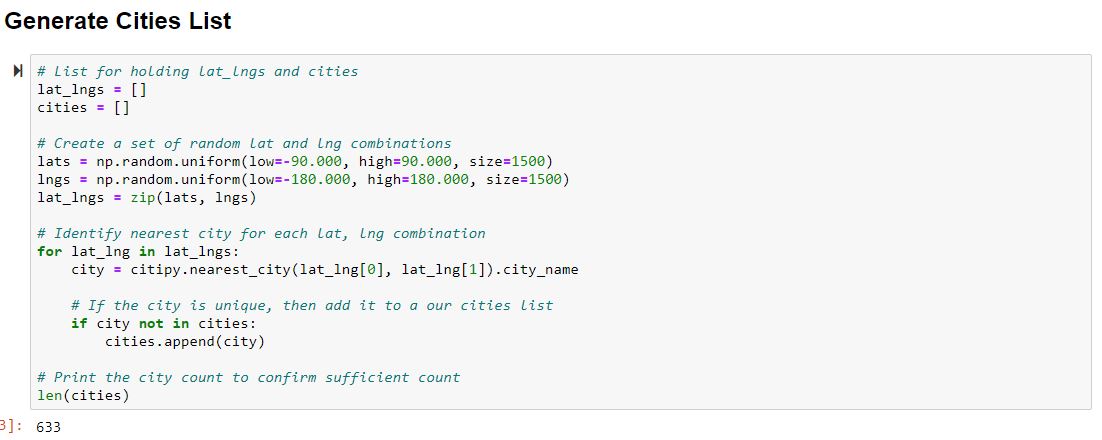 Generate Cities List
# List for holding lat_lngs and cities
lat_lngs = []
cities = []
# Create a set of random lat and lng combinations
lats = np.random.uniform(low=-90.000, high=90.000, size=1500)
lngs = np.random.uniform(low=-180.000, high=180.000, size=1500)
lat_lngs = zip(lats, lngs)
# Identify nearest city for each lat, lng combination
for lat_lng in lat_lngs:
    city = citipy.nearest_city(lat_lng[0], lat_lng[1]).city_name
    # If the city is unique, then add it to a our cities list
    if city not in cities:
        cities.append(city)
# Print the city count to confirm sufficient count
len(cities)
3]: 633